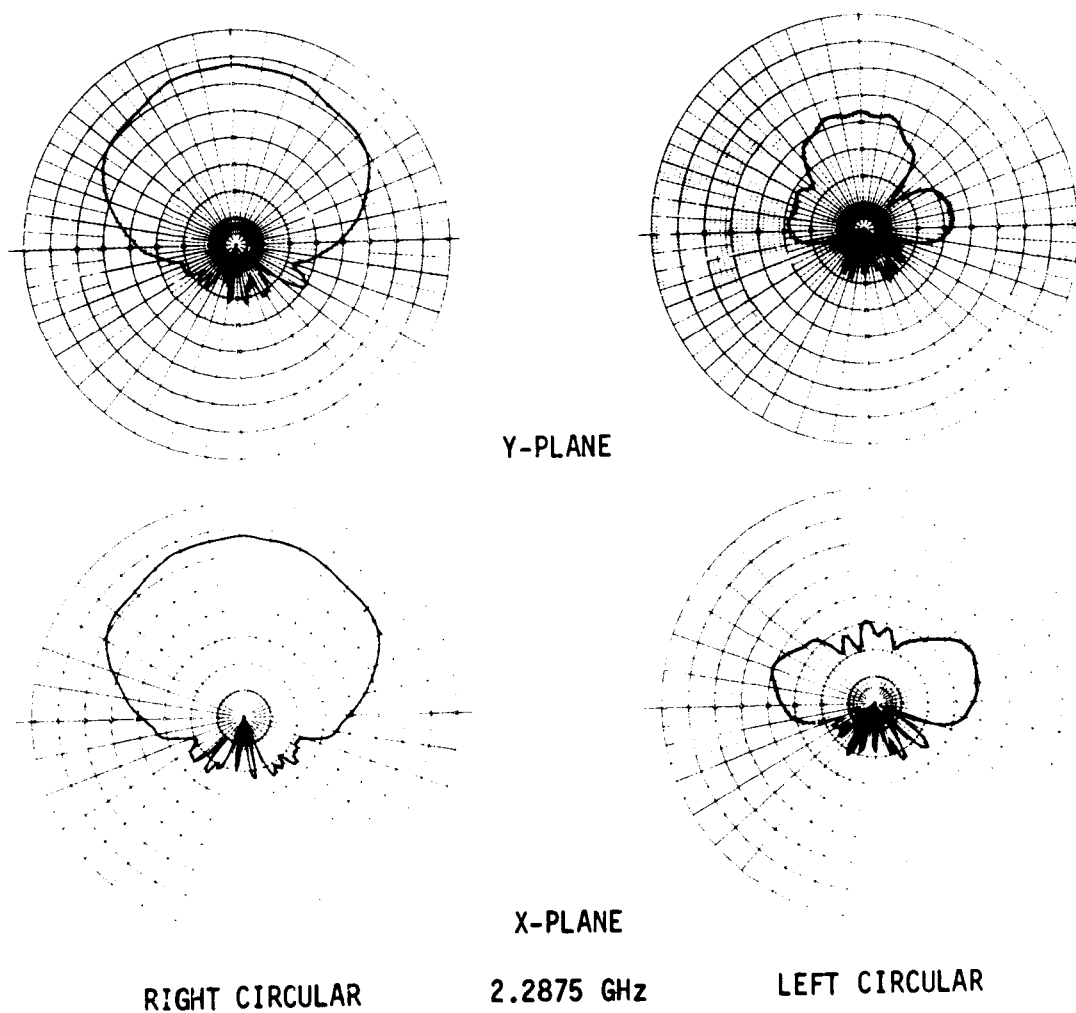 Y-PLANE
X-PLANE
RIGHT CIRCULAR
2.2875 GHz
LEFT CIRCULAR